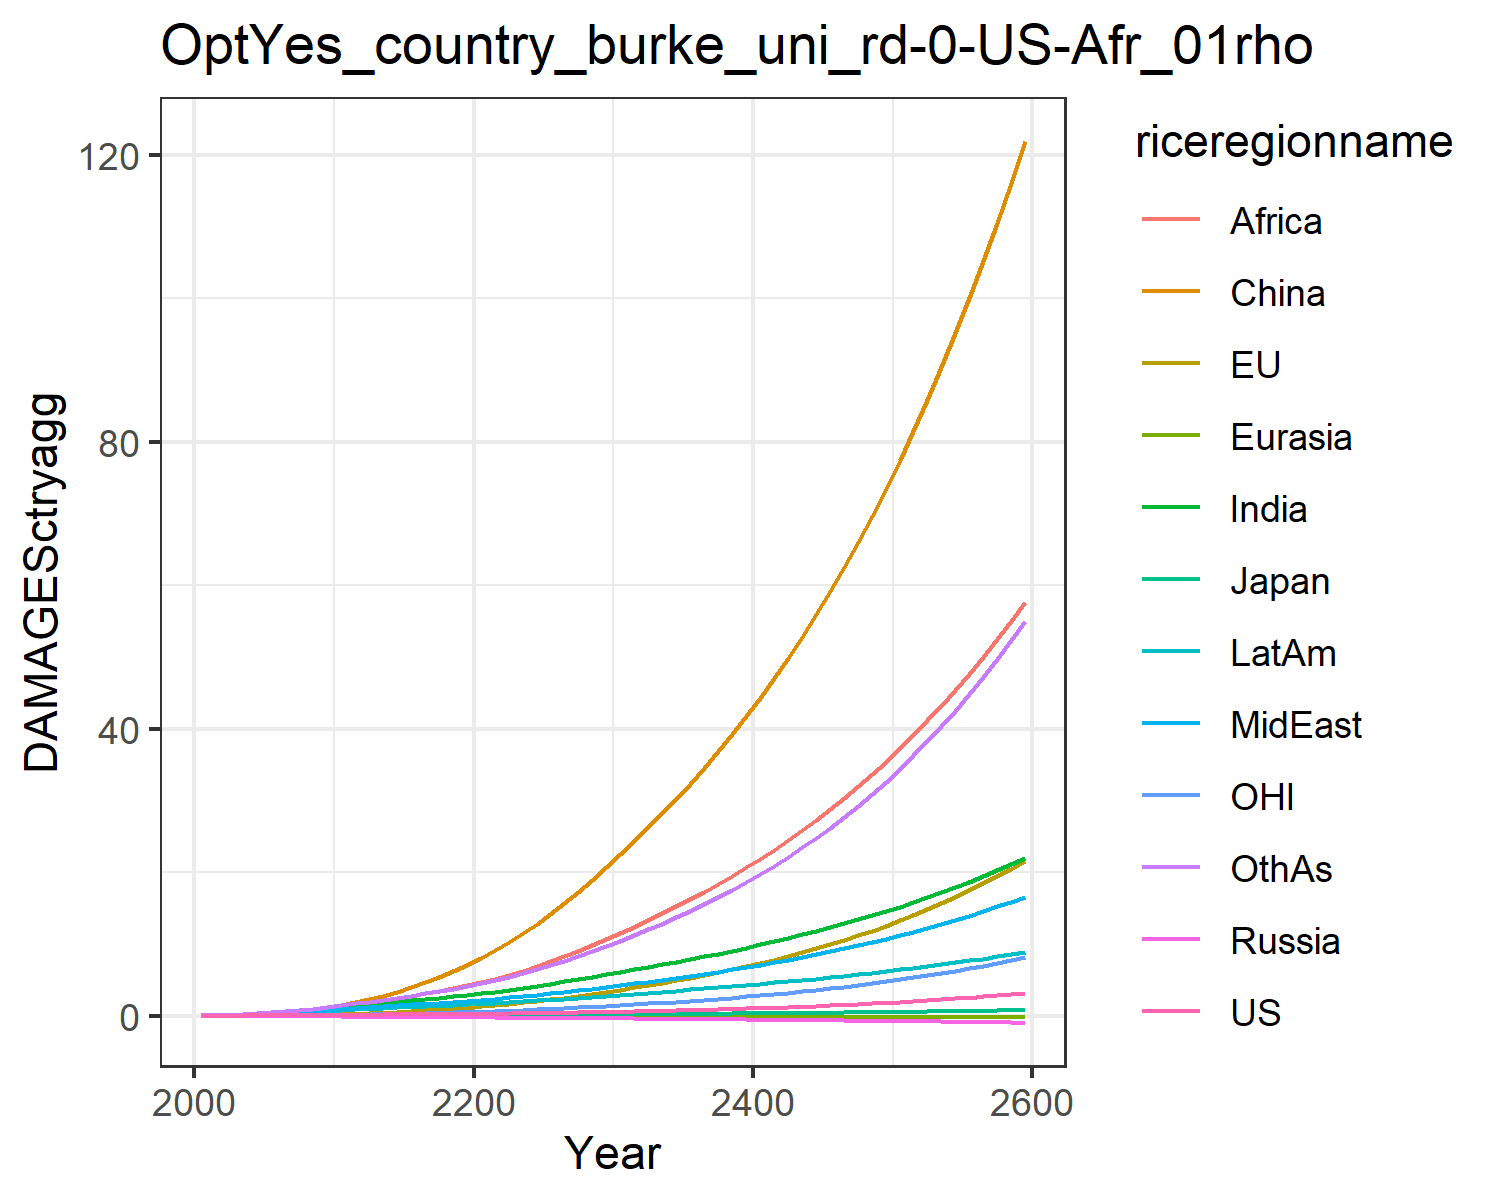 OptYes_country_burke_uni_rd-0-US-Afr_01rho
DAMAGESctryagg
120
80
40
0
2000
2200
2400
2600
Year
riceregionname
Africa
China
EU
Eurasia
India
Japan
LatAm
MidEast
OHI
OthAs
Russia
US